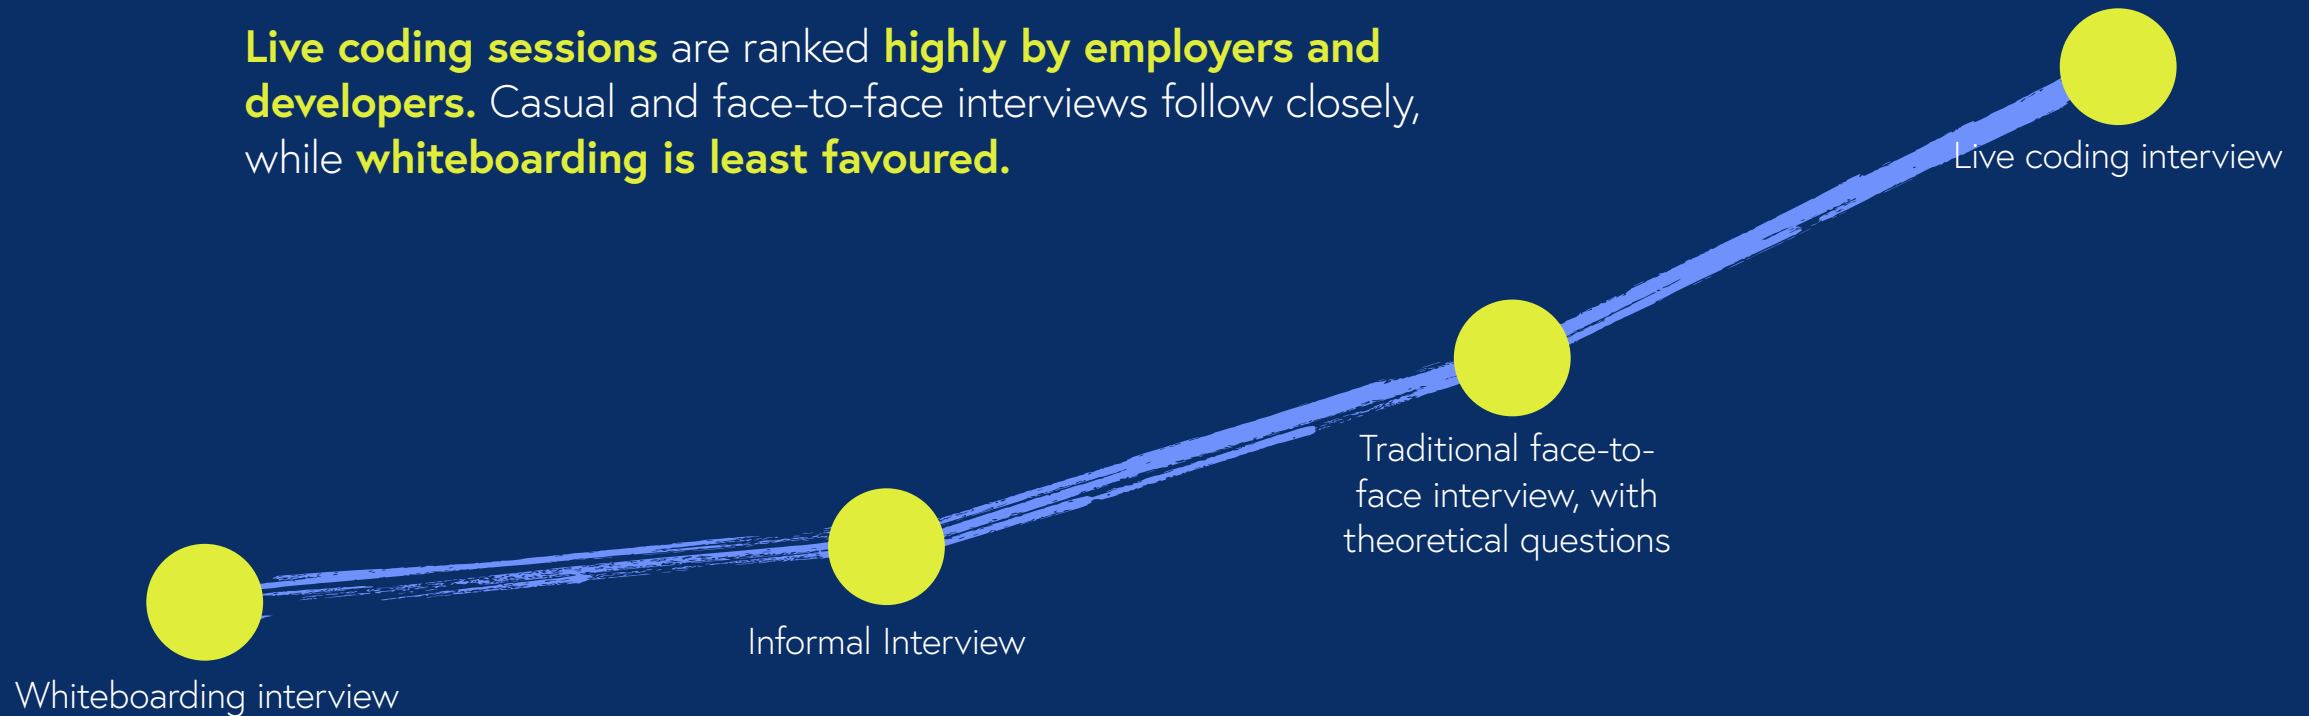 Live coding sessions are ranked highly by employers and
developers. Casual and face-to-face interviews follow closely,
while whiteboarding is least favoured.
Live coding interview
Traditional face-to-
face interview, with
theoretical questions
Informal Interview
Whiteboarding interview